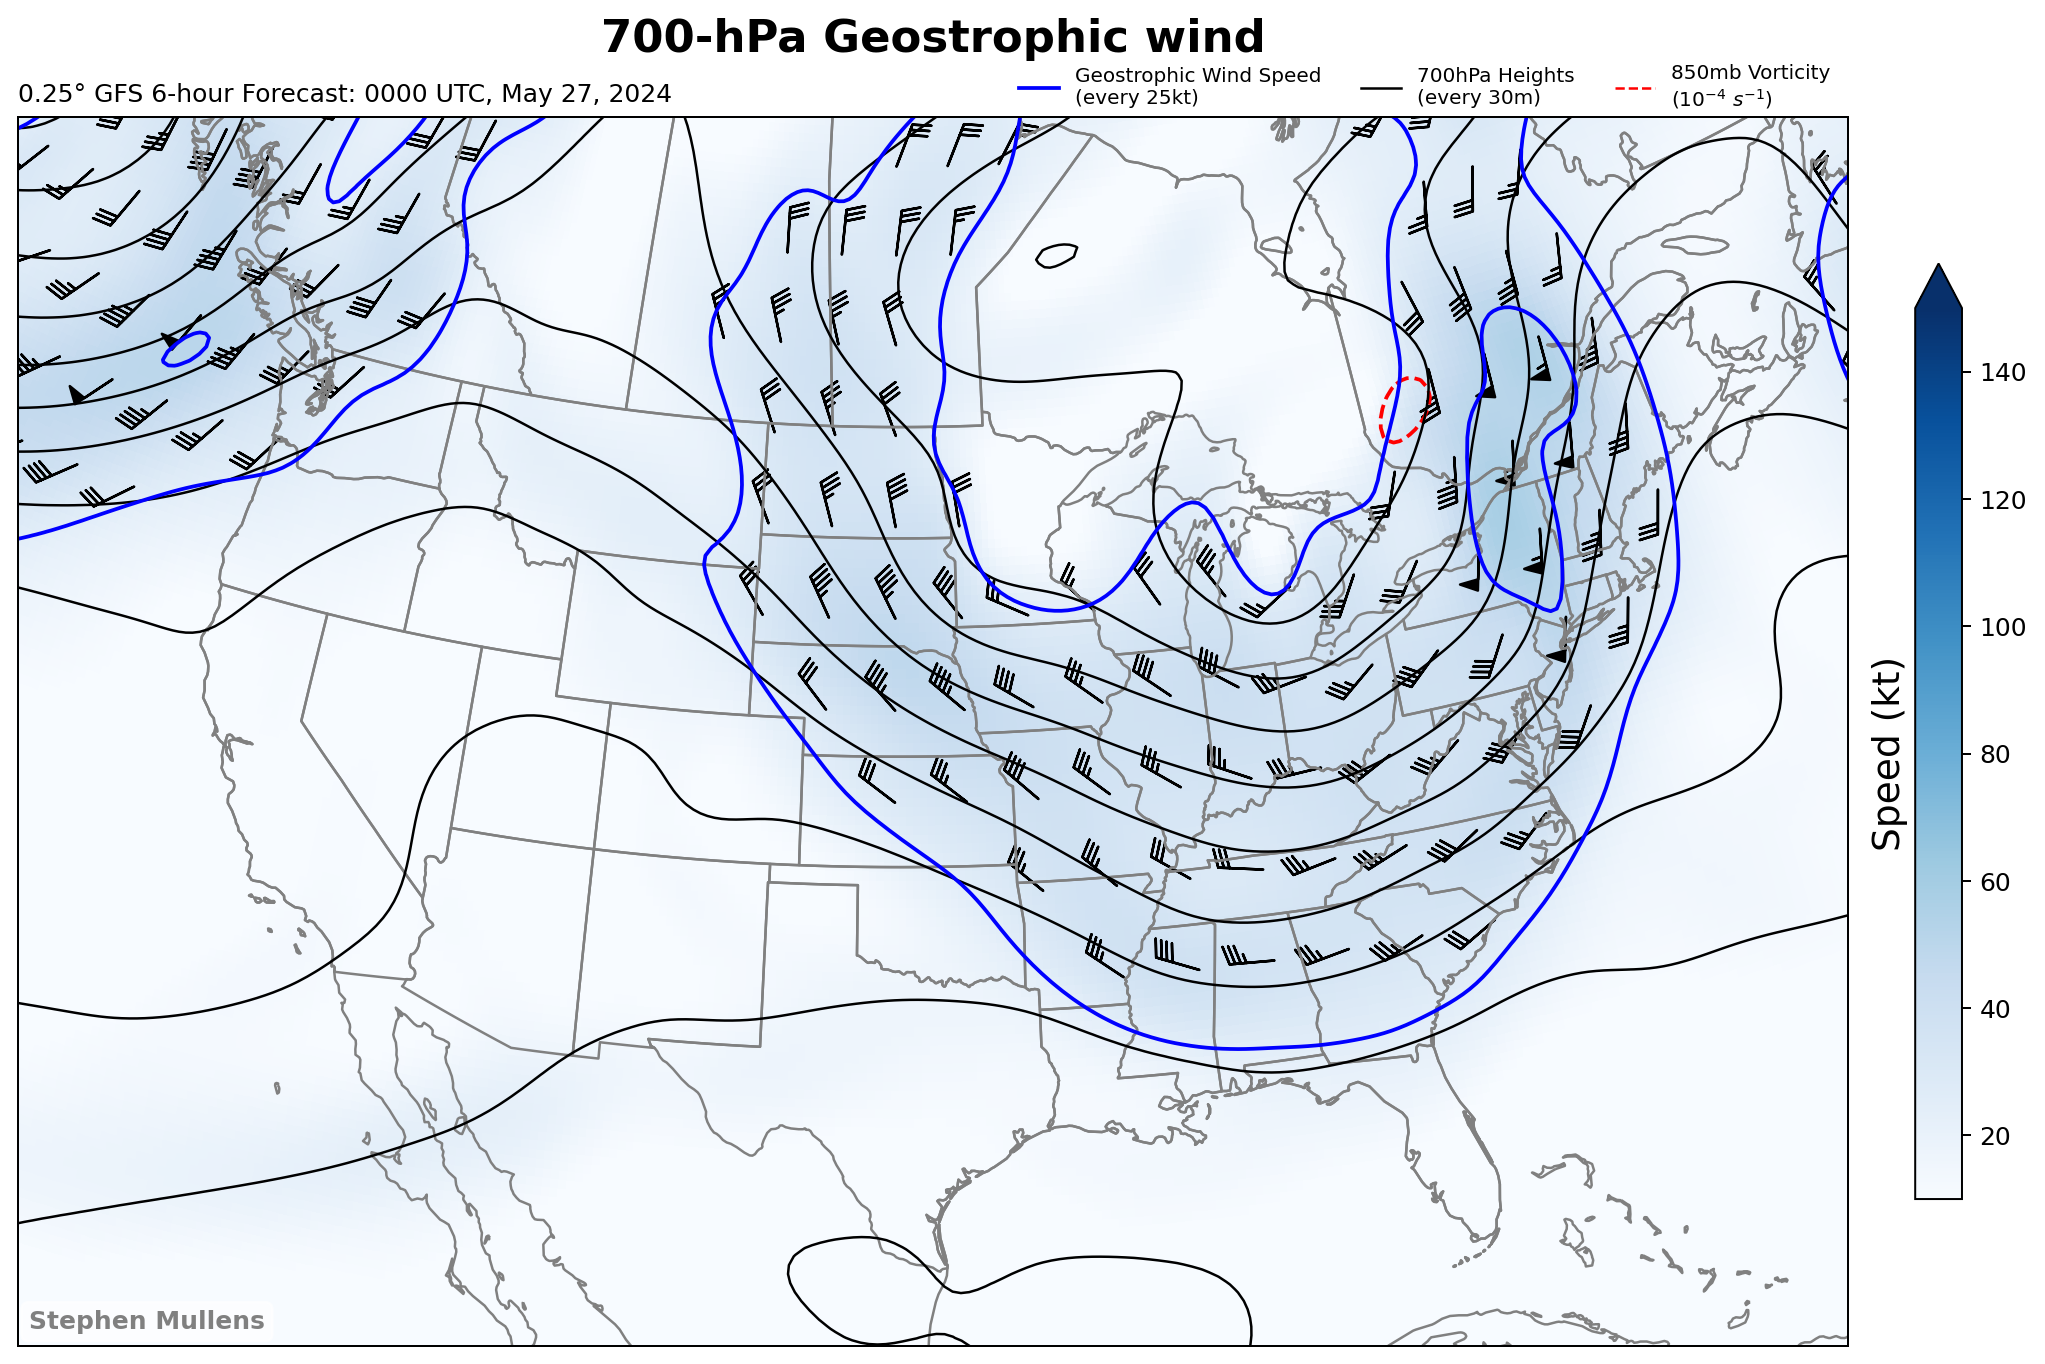 700-hPa Geostrophic wind
0.25° GFS 6-hour Forecast: 0000 UTC, May 27, 2024
Geostrophic Wind Speed
(every 25kt)
700hPa Heights
(every 30m)
850mb Vorticity
(10⁻⁴ s⁻¹)
140
120
100
80
60
40
20
Speed (kt)
Stephen Mullens